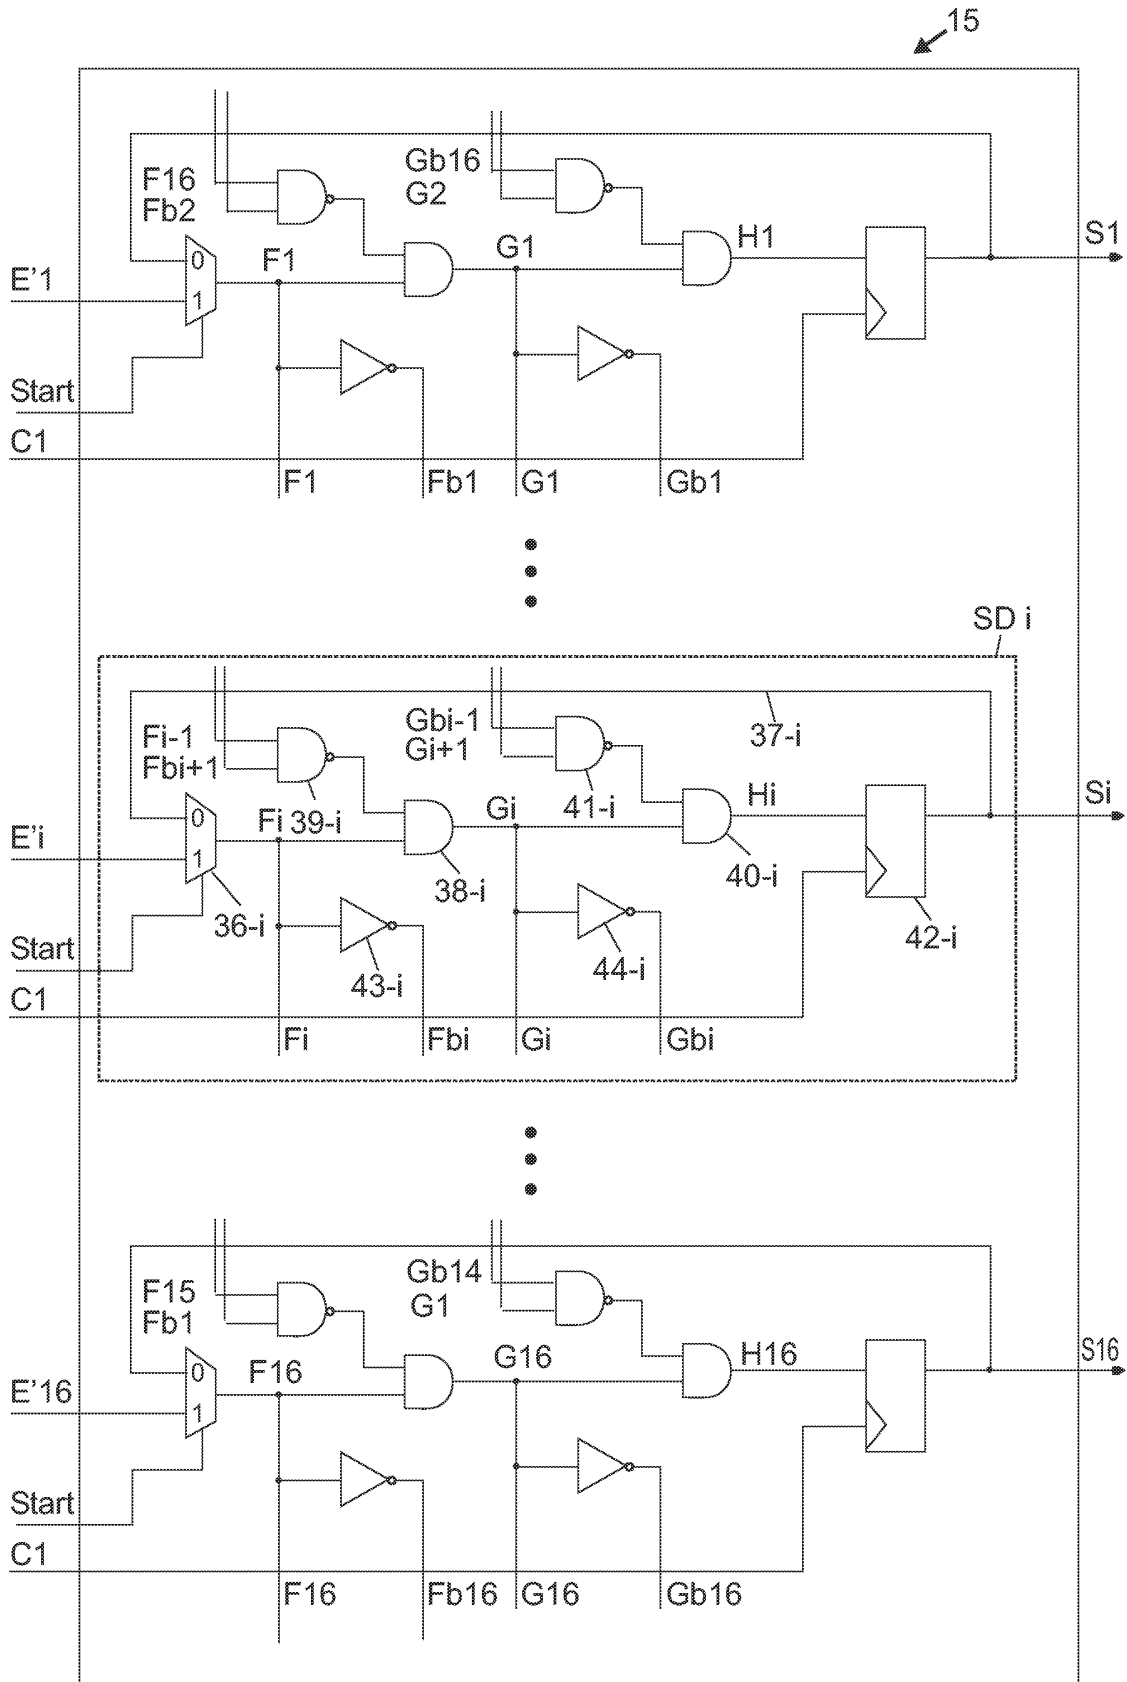 15
F16
Fb2
Gb16
G2
0
1
E'1
F1
G1
H1
S1
Start
C1
F1
Fb1
G1
Gb1
SD i
Fi-1
Fbi+1
Gbi-1
Gi+1
37-i
0
1
E'i
Fi
39-i
Gi
41-i
Hi
Si
36-i
38-i
40-i
Start
43-i
44-i
42-i
C1
Fi
Fbi
Gi
Gbi
F15
Fb1
Gb14
G1
0
1
E'16
F16
G16
H16
S16
Start
C1
F16
Fb16
G16
Gb16